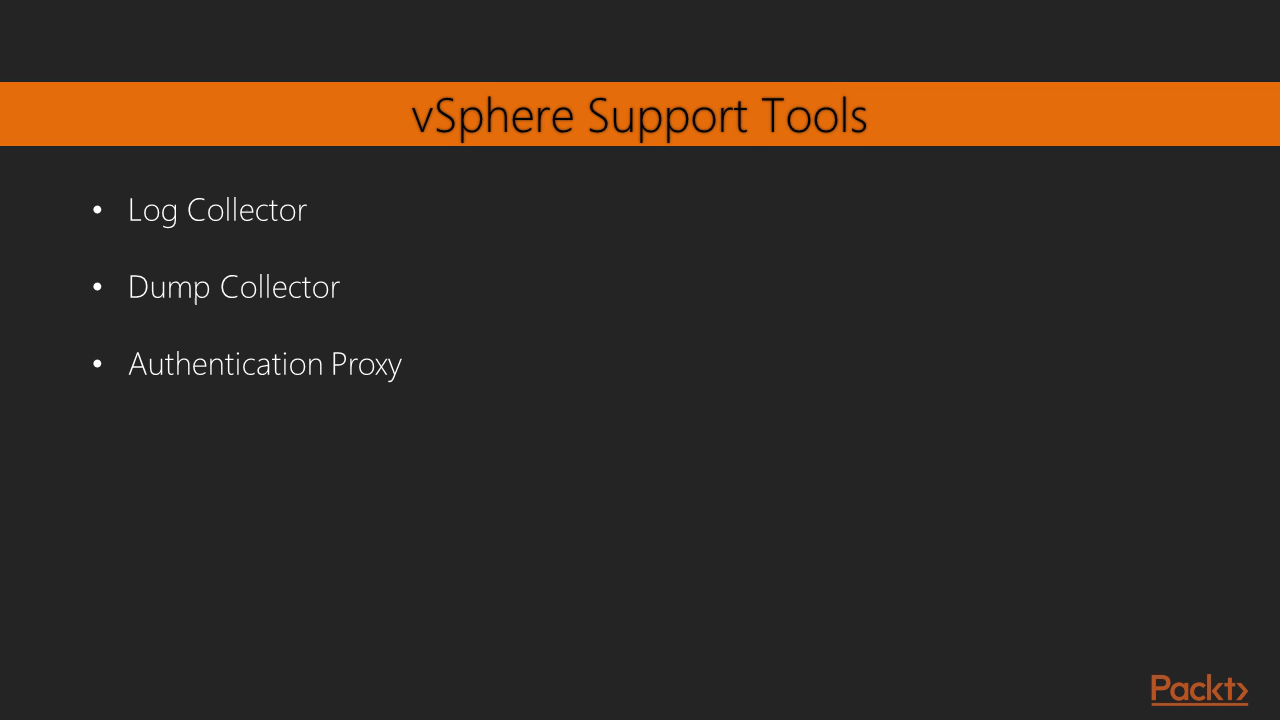 vSphere Support Tools
• Log Collector
• Dump Collector
• Authentication Proxy
Packt>